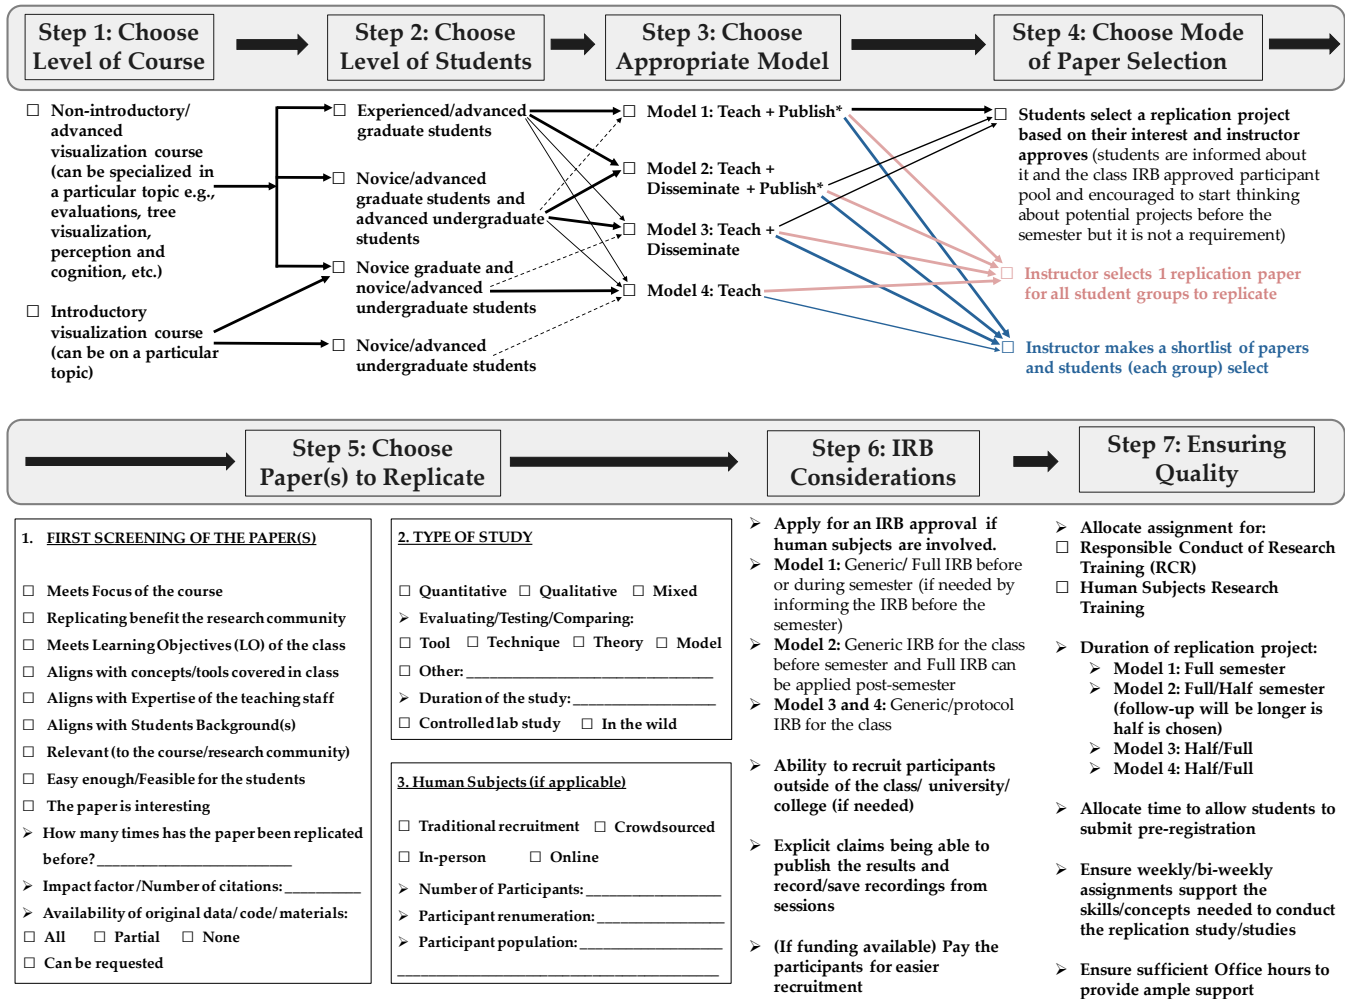 Step 1: Choose
Level of Course
Step 2: Choose
Level of Students
Step 3: Choose
Appropriate Model
Step 4: Choose Mode
of Paper Selection
☐ Non-introductory/
advanced
visualization course
(can be specialized in
a particular topic e.g.,
evaluations, tree
visualization,
perception and
cognition, etc.)
☐ Introductory
visualization course
(can be on a particular
topic)
☐ Experienced/advanced
graduate students
☐ Novice/advanced
graduate students and
advanced undergraduate
students
☐ Novice graduate and
novice/advanced
undergraduate students
☐ Novice/advanced
undergraduate students
☐ Model 1: Teach + Publish*
☐ Model 2: Teach +
Disseminate + Publish*
☐ Model 3: Teach +
Disseminate
☐ Model 4: Teach
☐ Students select a replication project
based on their interest and instructor
approves (students are informed about
it and the class IRB approved participant
pool and encouraged to start thinking
about potential projects before the
semester but it is not a requirement)
☐ Instructor selects 1 replication paper
for all student groups to replicate
☐ Instructor makes a shortlist of papers
and students (each group) select
Step 5: Choose
Paper(s) to Replicate
Step 6: IRB
Considerations
Step 7: Ensuring
Quality
1. FIRST SCREENING OF THE PAPER(S)
☐ Meets Focus of the course
☐ Replicating benefit the research community
☐ Meets Learning Objectives (LO) of the class
☐ Aligns with concepts/tools covered in class
☐ Aligns with Expertise of the teaching staff
☐ Aligns with Students Background(s)
☐ Relevant (to the course/research community)
☐ Easy enough/Feasible for the students
☐ The paper is interesting
➢ How many times has the paper been replicated
before? ____________
➢ Impact factor/Number of citations: ________
➢ Availability of original data/code/materials:
☐ All ☐ Partial ☐ None
☐ Can be requested
2. TYPE OF STUDY
☐ Quantitative ☐ Qualitative ☐ Mixed
➢ Evaluating/Testing/Comparing:
☐ Tool ☐ Technique ☐ Theory ☐ Model
☐ Other: ____________
➢ Duration of the study: ____________
☐ Controlled lab study ☐ In the wild
3. Human Subjects (if applicable)
☐ Traditional recruitment ☐ Crowdsourced
☐ In-person ☐ Online
➢ Number of Participants: ____________
➢ Participant renumeration: ____________
➢ Participant population: ____________
➢ Apply for an IRB approval if
human subjects are involved.
➢ Model 1: Generic/ Full IRB before
or during semester (if needed by
informing the IRB before the
semester)
➢ Model 2: Generic IRB for the class
before semester and Full IRB can
be applied post-semester
➢ Model 3 and 4: Generic/protocol
IRB for the class
➢ Ability to recruit participants
outside of the class/ university/
college (if needed)
➢ Explicit claims being able to
publish the results and
record/save recordings from
sessions
➢ (If funding available) Pay the
participants for easier
recruitment
➢ Allocate assignment for:
☐ Responsible Conduct of Research
Training (RCR)
☐ Human Subjects Research
Training
➢ Duration of replication project:
➢ Model 1: Full semester
➢ Model 2: Full/Half semester
(follow-up will be longer is
half is chosen)
➢ Model 3: Half/Full
➢ Model 4: Half/Full
➢ Allocate time to allow students to
submit pre-registration
➢ Ensure weekly/bi-weekly
assignments support the
skills/concepts needed to conduct
the replication study/studies
➢ Ensure sufficient Office hours to
provide ample support